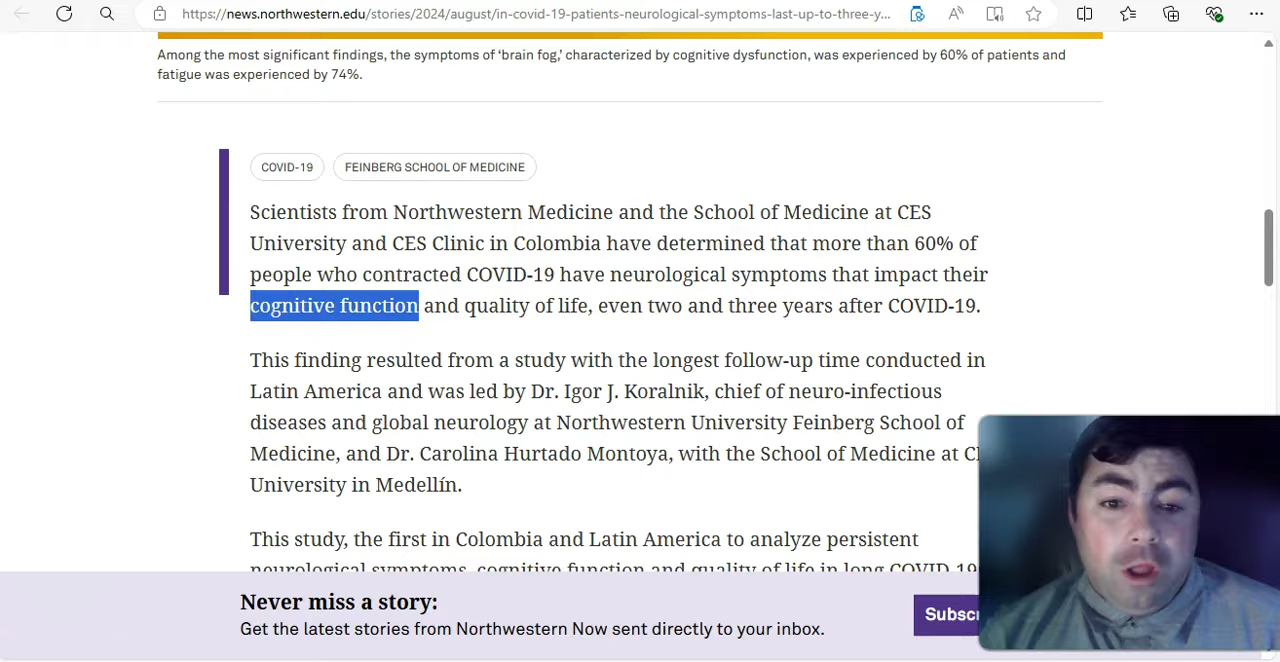 https://news.northwestern.edu/stories/2024/august/in-covid-19-patients-neurological-symptoms-last-up-to-three-y...
Among the most significant findings, the symptoms of ‘brain fog,’ characterized by cognitive dysfunction, was experienced by 60% of patients and
fatigue was experienced by 74%.
COVID-19 FEINBERG SCHOOL OF MEDICINE
Scientists from Northwestern Medicine and the School of Medicine at CES
University and CES Clinic in Colombia have determined that more than 60% of
people who contracted COVID-19 have neurological symptoms that impact their
cognitive function and quality of life, even two and three years after COVID-19.
This finding resulted from a study with the longest follow-up time conducted in
Latin America and was led by Dr. Igor J. Koralnik, chief of neuro-infectious
diseases and global neurology at Northwestern University Feinberg School of
Medicine, and Dr. Carolina Hurtado Montoya, with the School of Medicine at
University in Medellín.
This study, the first in Colombia and Latin America to analyze persistent
neurological symptoms, cognitive function and quality of life in long COVID-19
Never miss a story:
Get the latest stories from Northwestern Now sent directly to your inbox.